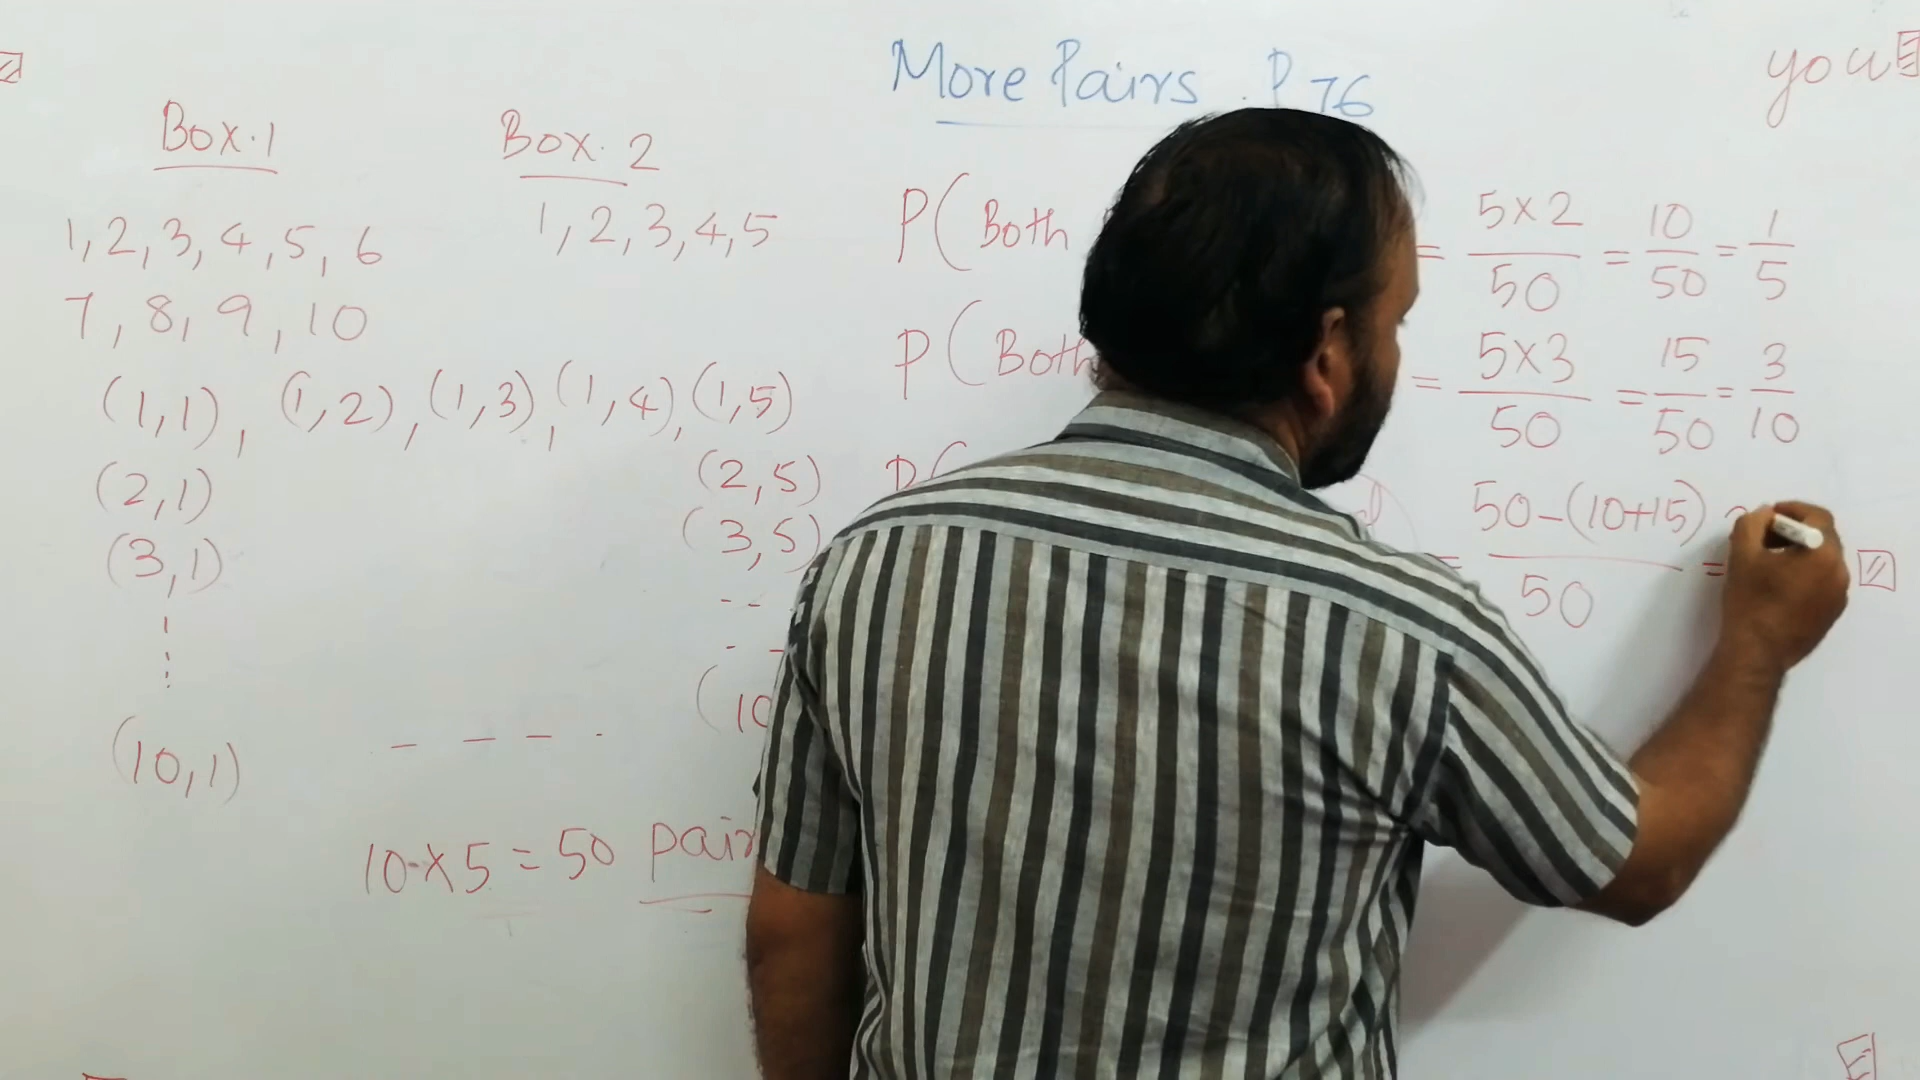 More Pairs. P 76
you
Box.1
1, 2, 3, 4, 5, 6
7, 8, 9, 10
Box. 2
1, 2, 3, 4, 5
(1,1), (1,2), (1,3), (1,4), (1,5)
(2,1) (2,5)
(3,1) (3,5)
(10,1) - - - - (10
10×5 = 50 pair
P( Both = 5×2/50 = 10/50 = 1/5
P( Both = 5×3/50 = 15/50 = 3/10
P( = 50-(10+15)/50 =